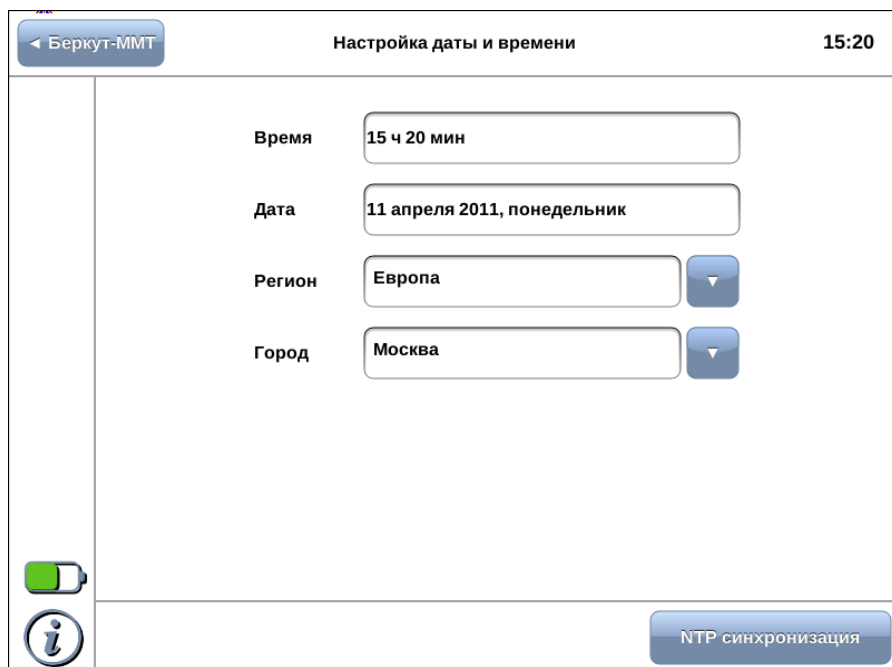 ◄ Беркут-ММТ
Настройка даты и времени
15:20
Время
15 ч 20 мин
Дата
11 апреля 2011, понедельник
Регион
Европа
Город
Москва
i
NTP синхронизация